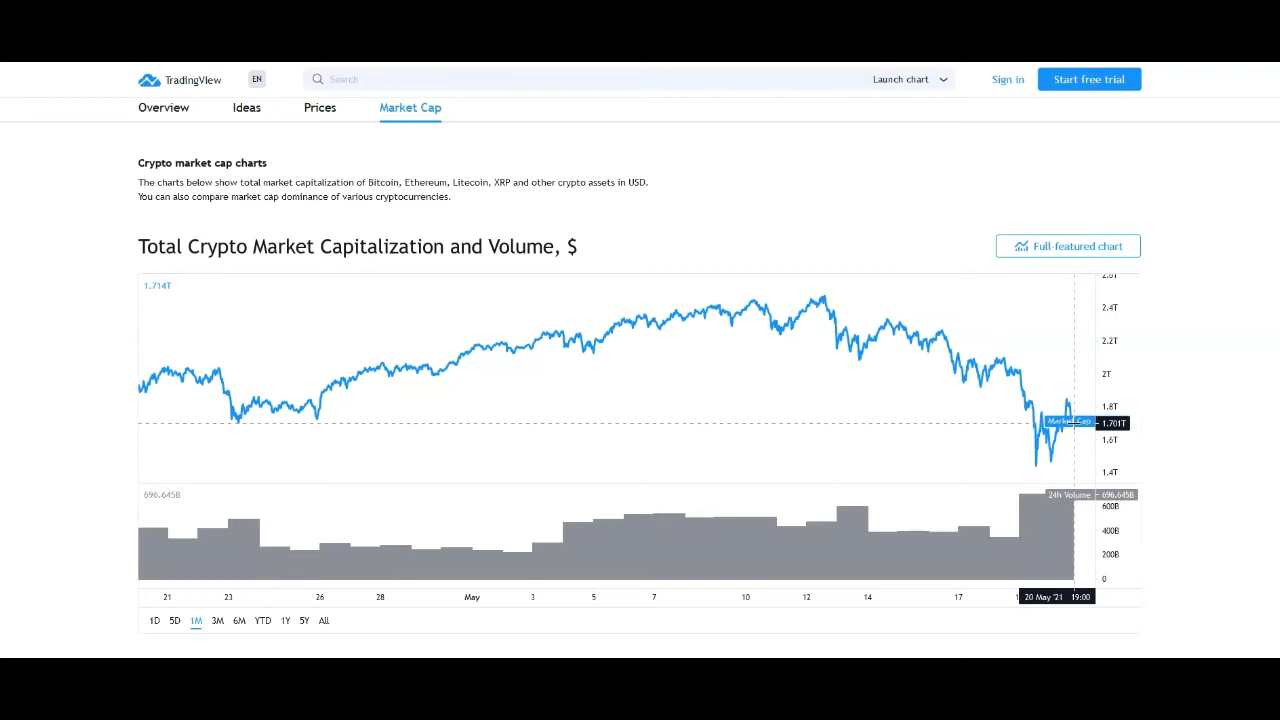 TradingView
EN
Search
Launch chart
Sign in
Start free trial
Overview
Ideas
Prices
Market Cap
Crypto market cap charts
The charts below show total market capitalization of Bitcoin, Ethereum, Litecoin, XRP and other crypto assets in USD.
You can also compare market cap dominance of various cryptocurrencies.
Total Crypto Market Capitalization and Volume, $
Full-featured chart
1.714T
2.6T
2.4T
2.2T
2T
1.8T
Market Cap
1.701T
1.6T
1.4T
696.645B
24h Volume
696.645B
600B
400B
200B
0
21
23
26
28
May
3
5
7
10
12
14
17
20 May '21 19:00
1D
5D
1M
3M
6M
YTD
1Y
5Y
All